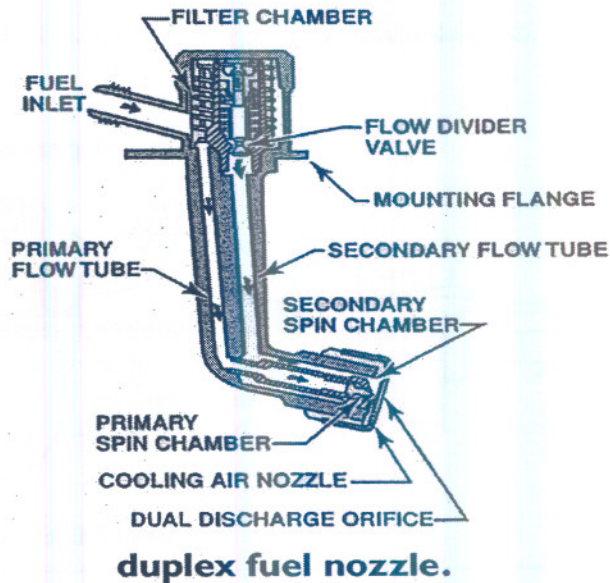 FILTER CHAMBER
FUEL
INLET
FLOW DIVIDER
VALVE
MOUNTING FLANGE
PRIMARY
FLOW TUBE
SECONDARY FLOW TUBE
SECONDARY
SPIN CHAMBER
PRIMARY
SPIN CHAMBER
COOLING AIR NOZZLE
DUAL DISCHARGE ORIFICE
duplex fuel nozzle.